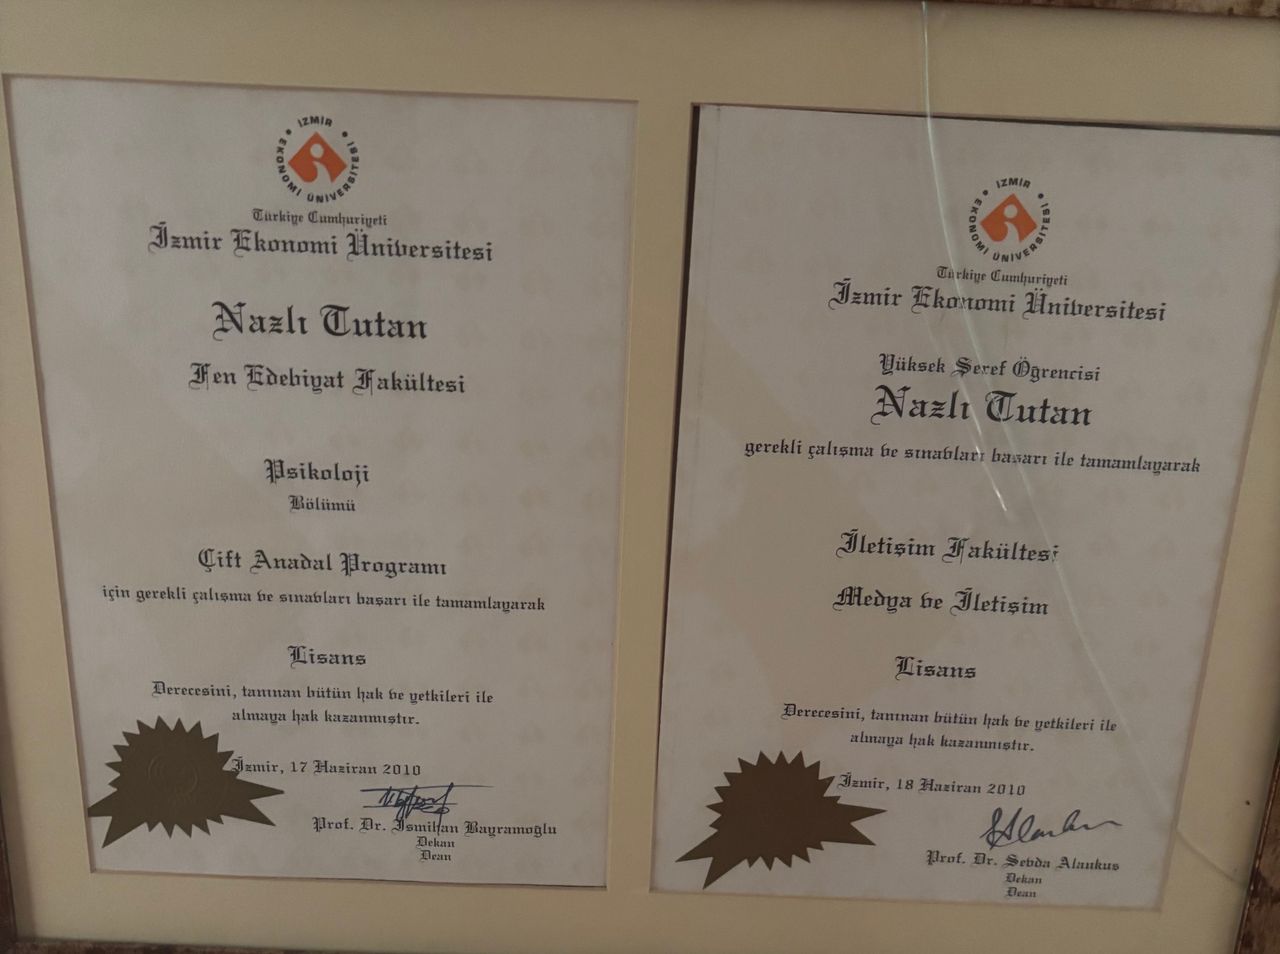 İZMİR EKONOMİ ÜNİVERSİTESİ
Türkiye Cumhuriyeti
İzmir Ekonomi Üniversitesi
Nazlı Tutan
Fen Edebiyat Fakültesi
Psikoloji
Bölümü
Çift Anadal Programı
için gerekli çalışma ve sınavları başarı ile tamamlayarak
Lisans
Derecesini, tanınan bütün hak ve yetkileri ile
almaya hak kazanmıştır.
İzmir, 17 Haziran 2010
Prof. Dr. İsmihan Bayramoğlu
Dekan
Dean
İZMİR EKONOMİ ÜNİVERSİTESİ
Türkiye Cumhuriyeti
İzmir Ekonomi Üniversitesi
Yüksek Şeref Öğrencisi
Nazlı Tutan
gerekli çalışma ve sınavları başarı ile tamamlayarak
İletişim Fakültesi
Medya ve İletişim
Lisans
Derecesini, tanınan bütün hak ve yetkileri ile
almaya hak kazanmıştır.
İzmir, 18 Haziran 2010
Prof. Dr. Sevda Alankuş
Dekan
Dean